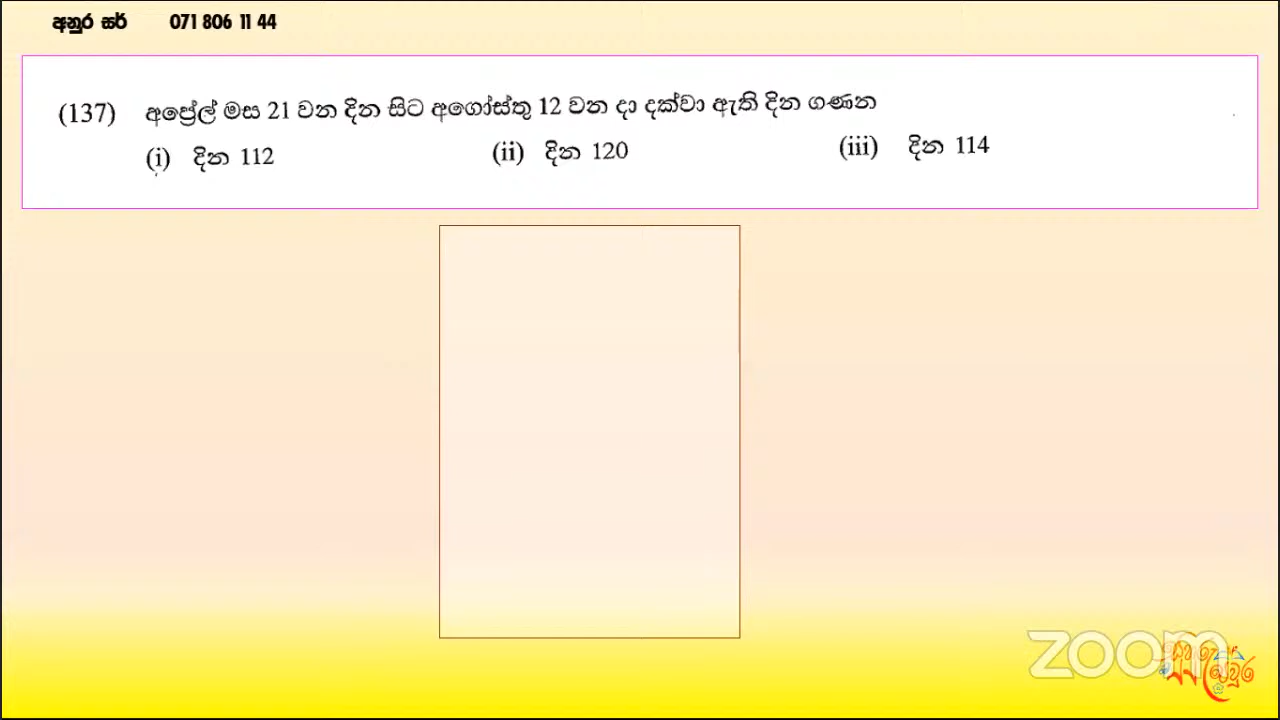 අනුර සර් 071 806 11 44
(137) අප්‍රේල් මස 21 වන දින සිට අගෝස්තු 12 වන දා දක්වා ඇති දින ගණන
(i) දින 112 (ii) දින 120 (iii) දින 114
zoom